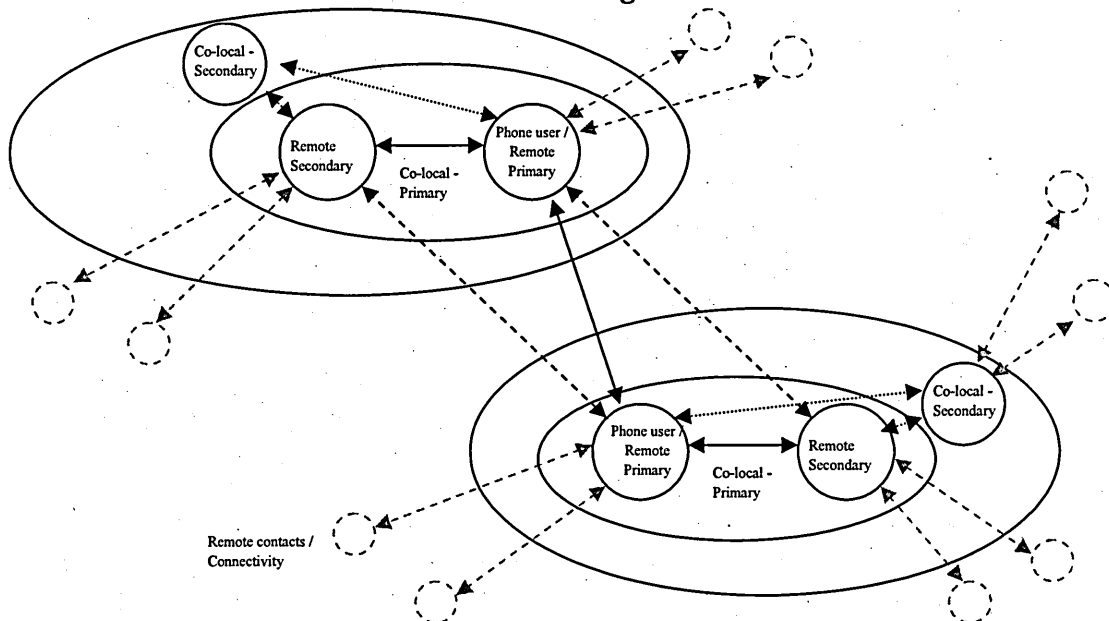 Co-local -
Secondary
Remote
Secondary
Phone user /
Remote
Primary
Co-local -
Primary
Phone user /
Remote
Primary
Co-local -
Primary
Remote
Secondary
Co-local -
Secondary
Remote contacts /
Connectivity